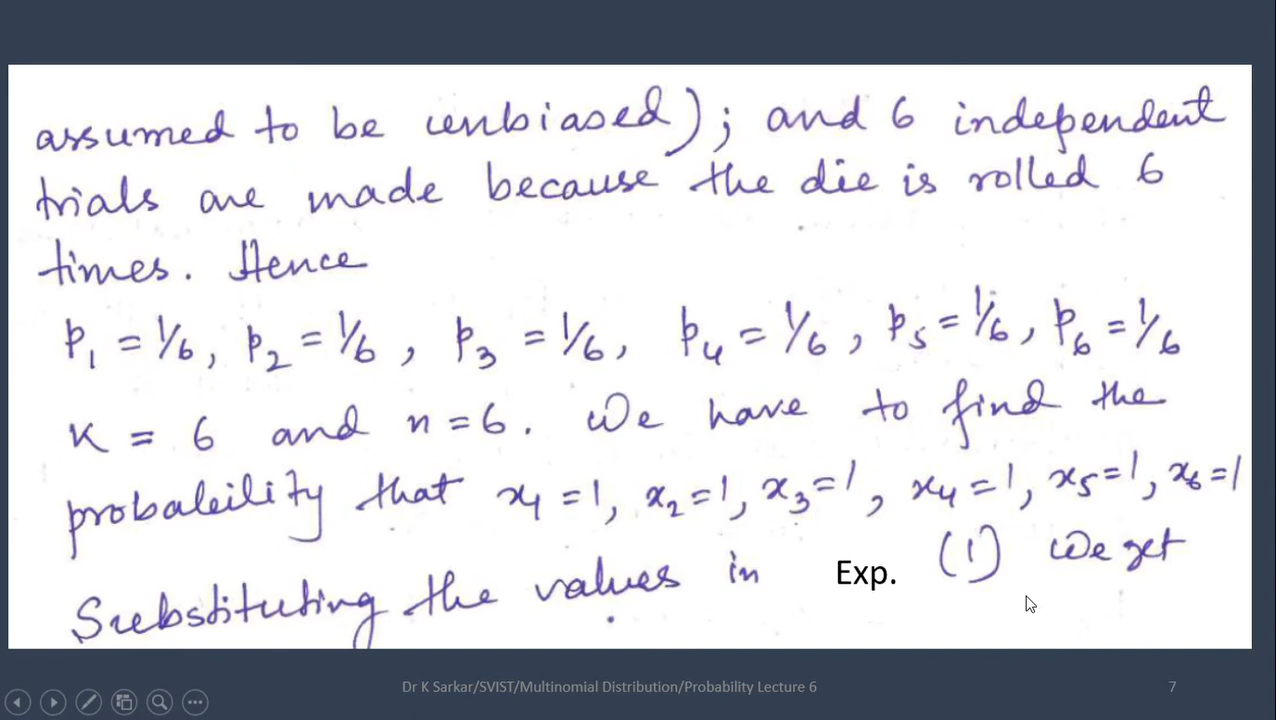 assumed to be unbiased); and 6 independent
trials are made because the die is rolled 6
times. Hence
p₁ = 1/6, p₂ = 1/6, p₃ = 1/6, p₄ = 1/6, p₅ = 1/6, p₆ = 1/6
K = 6 and n = 6. We have to find the
probability that x₁ = 1, x₂ = 1, x₃ = 1, x₄ = 1, x₅ = 1, x₆ = 1
Substituting the values in Exp. (1) we get
Dr K Sarkar/SVIST/Multinomial Distribution/Probability Lecture 6
7